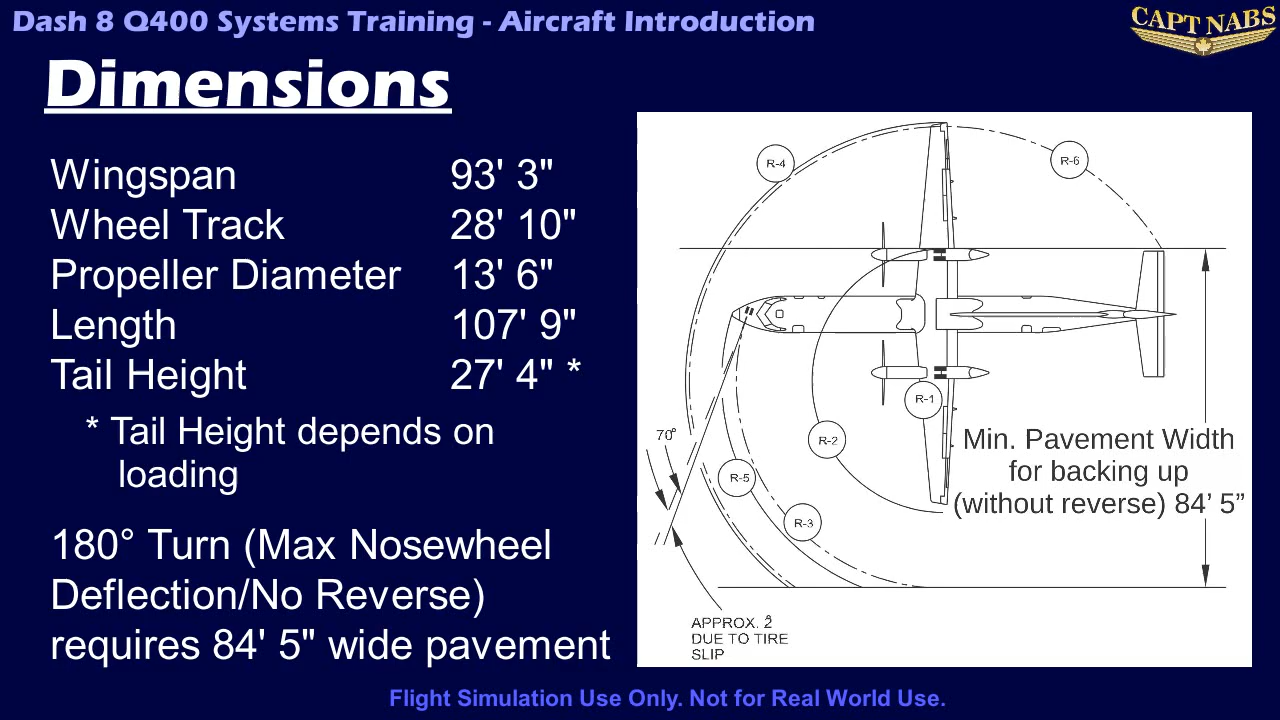 Dash 8 Q400 Systems Training - Aircraft Introduction
CAPT NABS
Dimensions
Wingspan 93' 3"
Wheel Track 28' 10"
Propeller Diameter 13' 6"
Length 107' 9"
Tail Height 27' 4" *
* Tail Height depends on
loading
180° Turn (Max Nosewheel
Deflection/No Reverse)
requires 84' 5" wide pavement
R-4
R-6
R-1
R-2
70°
Min. Pavement Width
for backing up
(without reverse) 84’ 5”
R-5
R-3
APPROX. 2°
DUE TO TIRE
SLIP
Flight Simulation Use Only. Not for Real World Use.